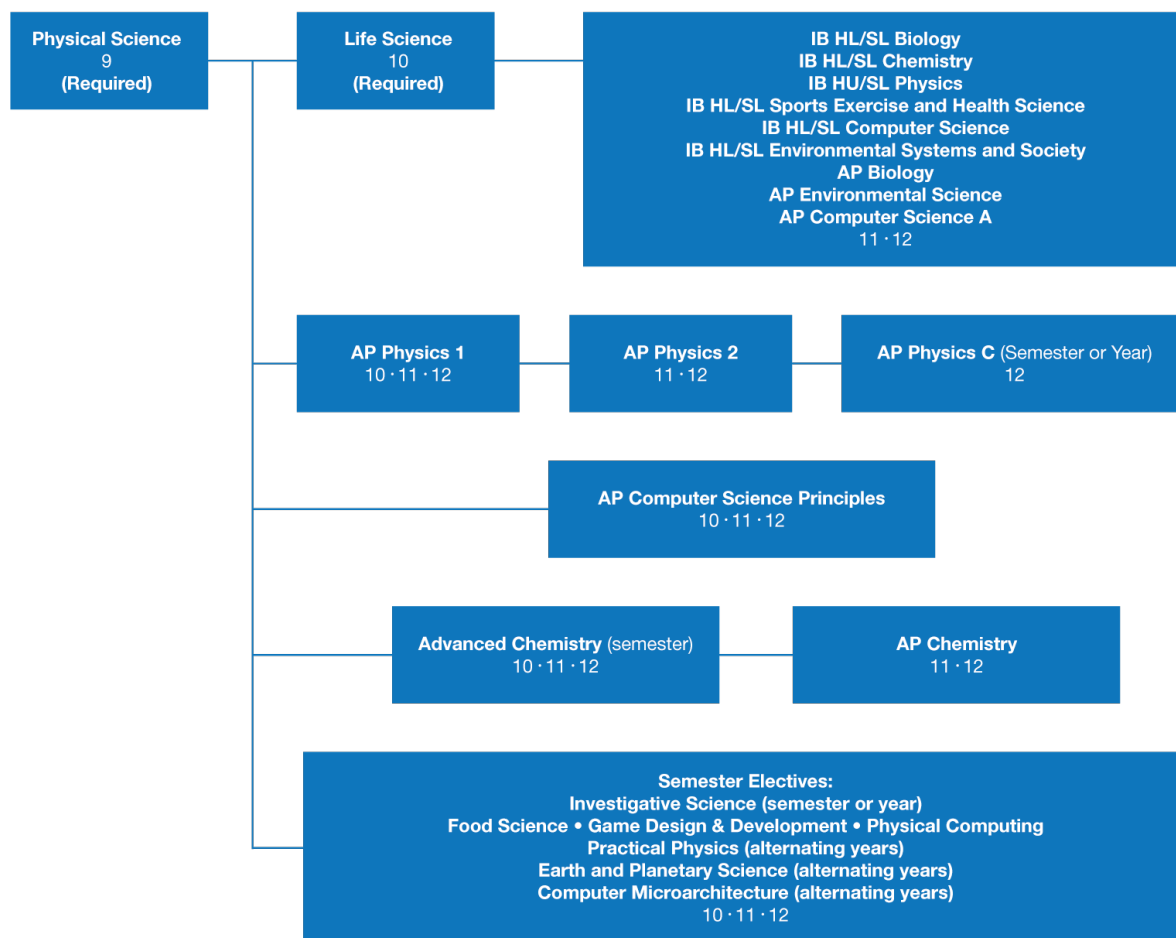 Physical Science
9
(Required)
Life Science
10
(Required)
IB HL/SL Biology
IB HL/SL Chemistry
IB HU/SL Physics
IB HL/SL Sports Exercise and Health Science
IB HL/SL Computer Science
IB HL/SL Environmental Systems and Society
AP Biology
AP Environmental Science
AP Computer Science A
11 · 12
AP Physics 1
10 · 11 · 12
AP Physics 2
11 · 12
AP Physics C (Semester or Year)
12
AP Computer Science Principles
10 · 11 · 12
Advanced Chemistry (semester)
10 · 11 · 12
AP Chemistry
11 · 12
Semester Electives:
Investigative Science (semester or year)
Food Science • Game Design & Development • Physical Computing
Practical Physics (alternating years)
Earth and Planetary Science (alternating years)
Computer Microarchitecture (alternating years)
10 · 11 · 12